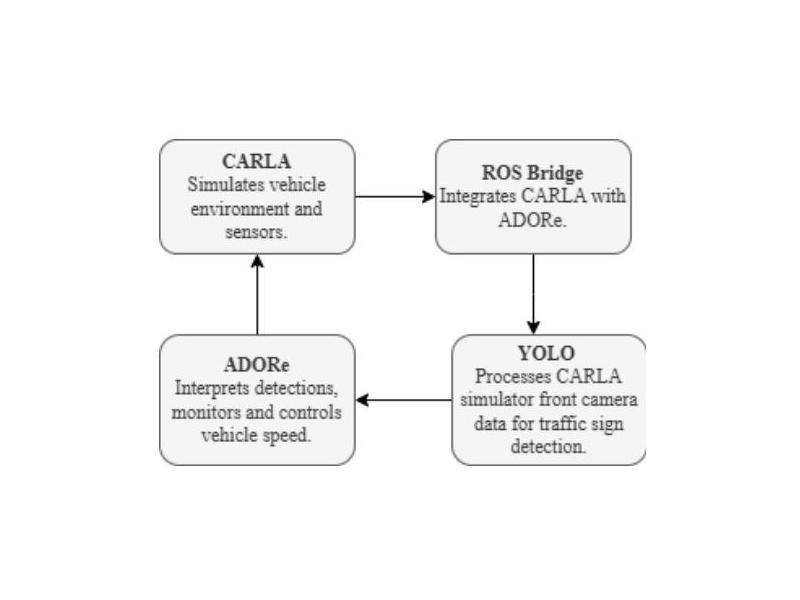 CARLA
Simulates vehicle
environment and
sensors.
ROS Bridge
Integrates CARLA with
ADORe.
ADORe
Interprets detections,
monitors and controls
vehicle speed.
YOLO
Processes CARLA
simulator front camera
data for traffic sign
detection.